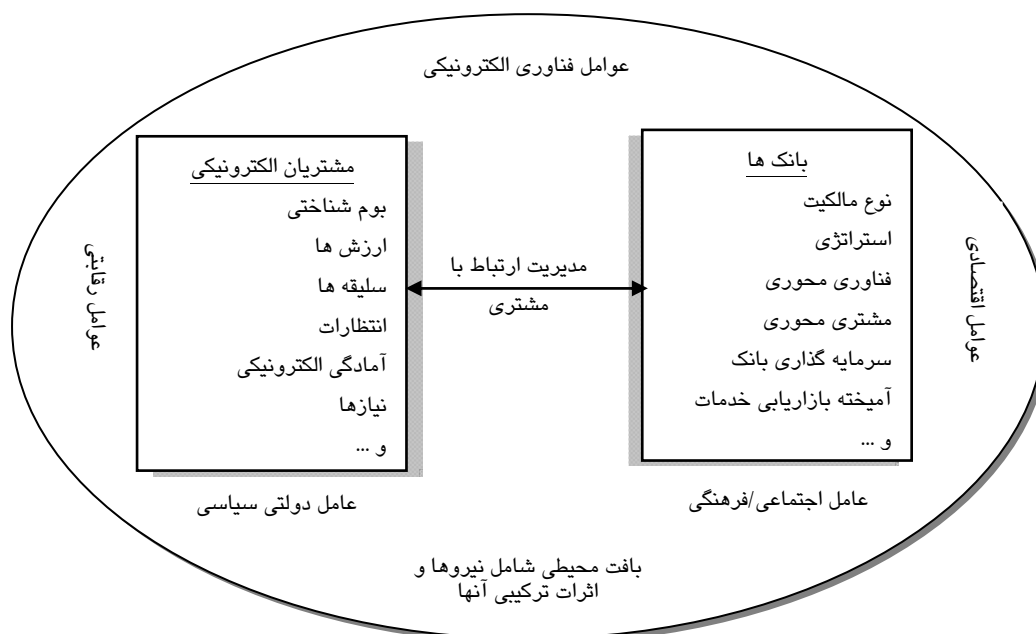 عوامل فناوری الکترونیکی
بانک ها
نوع مالکیت
استراتژی
فناوری محوری
مشتری محوری
سرمایه گذاری بانک
آمیخته بازاریابی خدمات
و ...
عوامل اقتصادی
مدیریت ارتباط با
مشتری
مشتریان الکترونیکی
بوم شناختی
ارزش ها
سلیقه ها
انتظارات
آمادگی الکترونیکی
نیازها
و ...
عوامل رقابتی
عامل اجتماعی/فرهنگی
عامل دولتی سیاسی
بافت محیطی شامل نیروها و
اثرات ترکیبی آنها